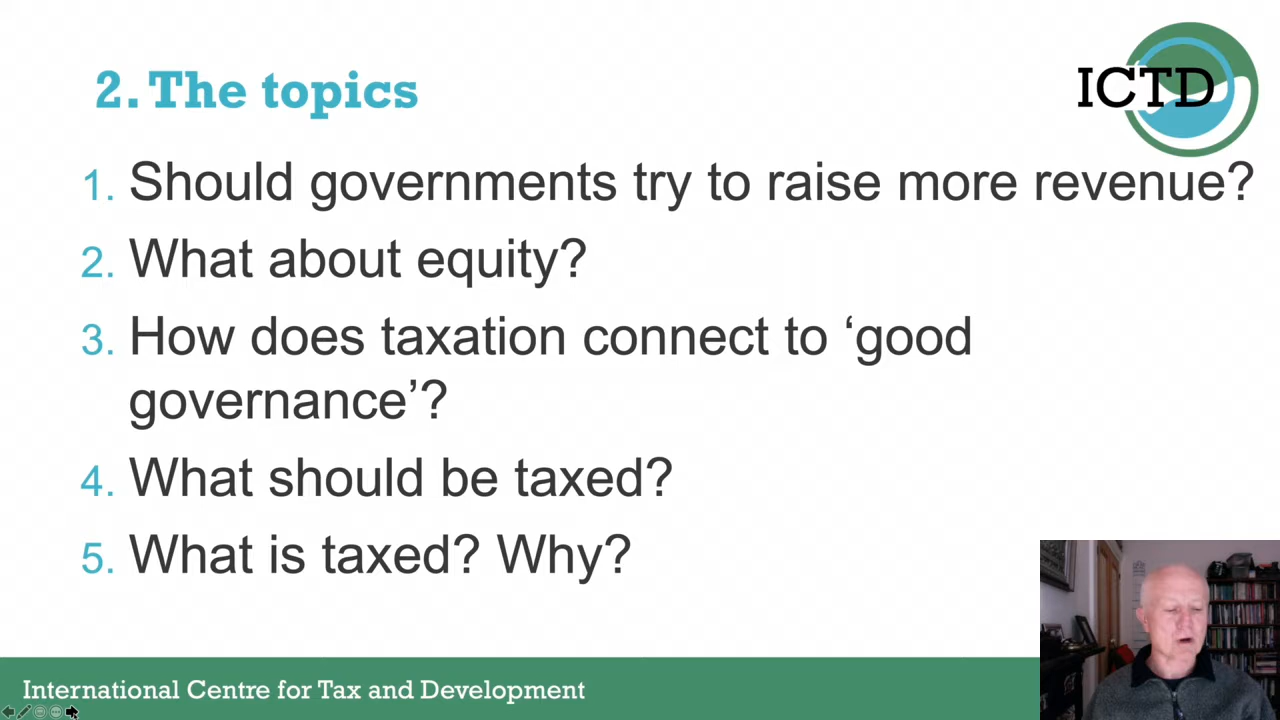 2. The topics
ICTD
1. Should governments try to raise more revenue?
2. What about equity?
3. How does taxation connect to ‘good
governance’?
4. What should be taxed?
5. What is taxed? Why?
International Centre for Tax and Development